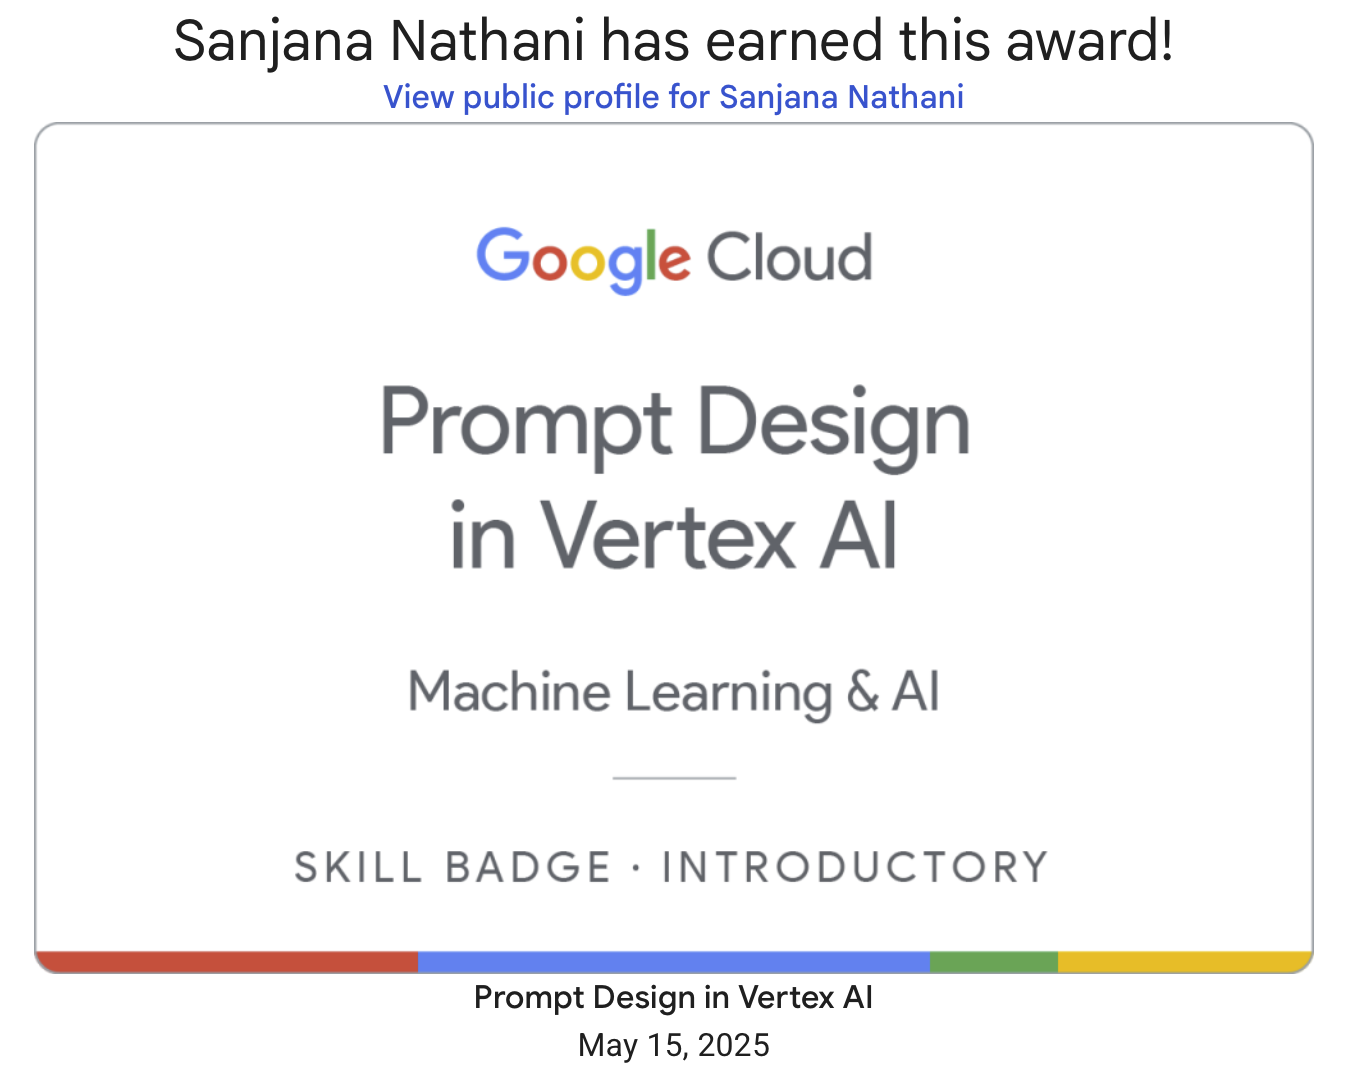 Sanjana Nathani has earned this award!
View public profile for Sanjana Nathani
Google Cloud
Prompt Design
in Vertex AI
Machine Learning & AI
SKILL BADGE · INTRODUCTORY
Prompt Design in Vertex AI
May 15, 2025